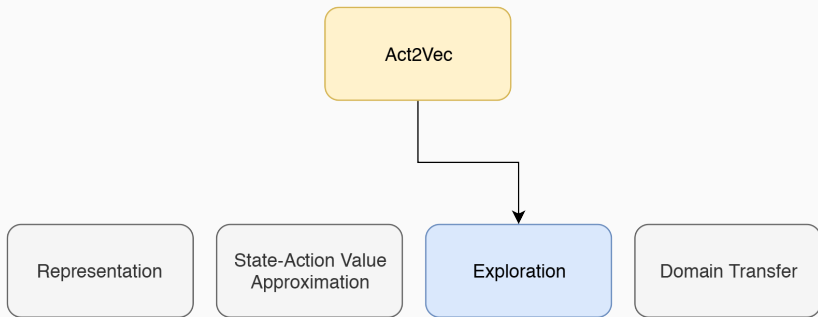 Act2Vec
Representation
State-Action Value
Approximation
Exploration
Domain Transfer